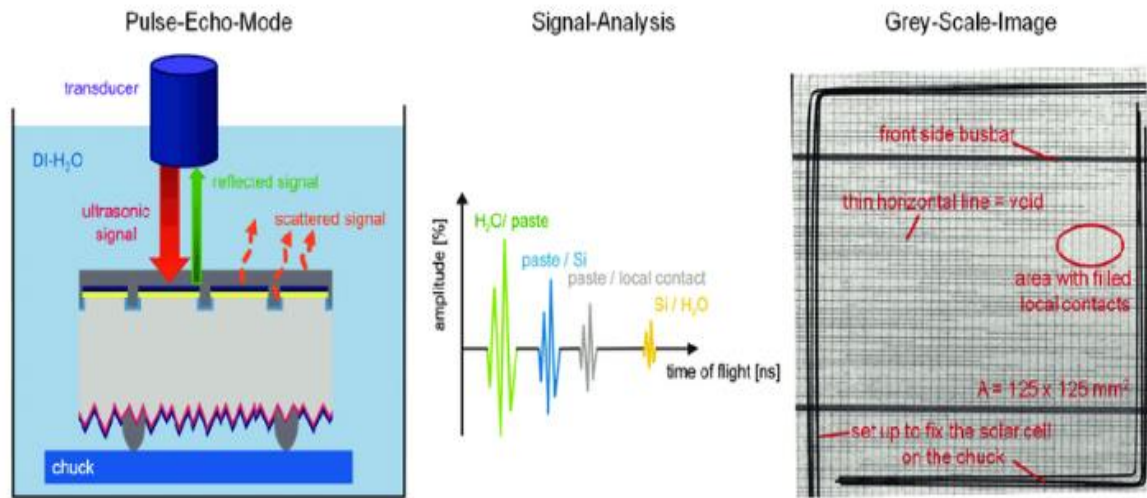 Pulse-Echo-Mode
Signal-Analysis
Grey-Scale-Image
transducer
DI-H₂O
reflected signal
ultrasonic
signal
scattered signal
chuck
amplitude [%]
H₂O/ paste
paste / Si
paste / local contact
Si / H₂O
time of flight [ns]
front side busbar
thin horizontal line = void
area with filled
local contacts
A = 125 x 125 mm²
set up to fix the solar cell
on the chuck